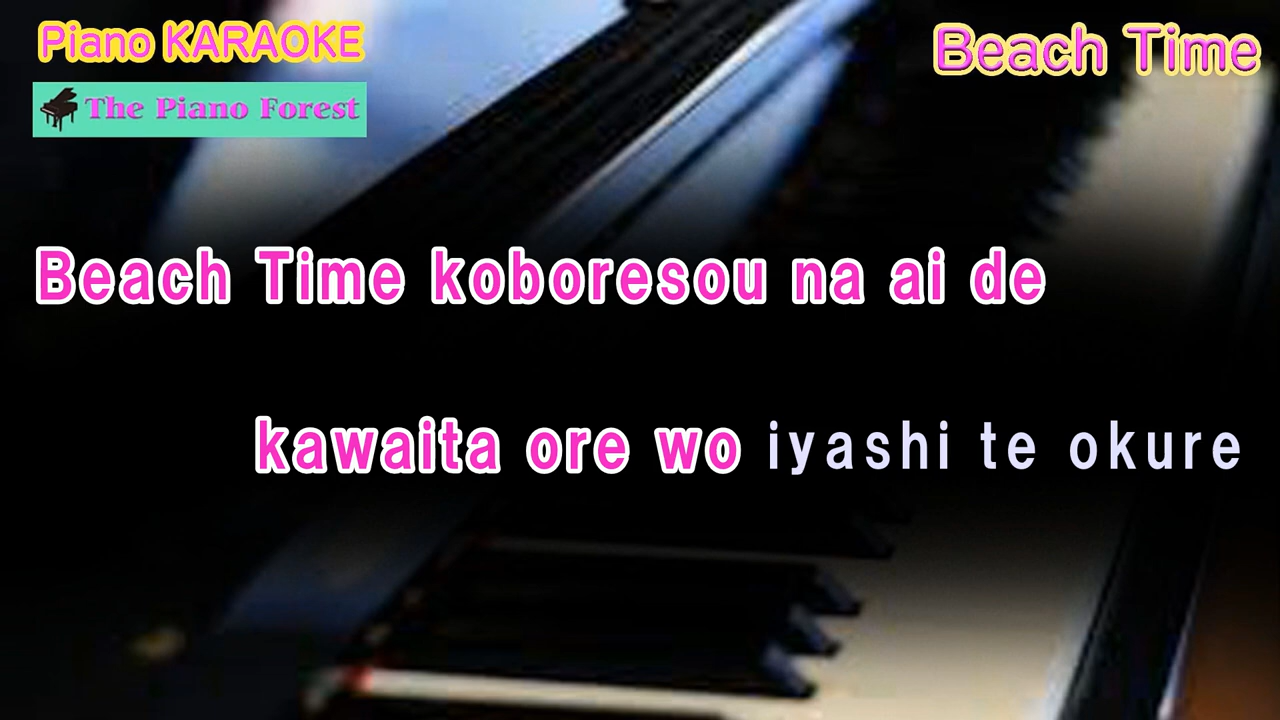 Piano KARAOKE
Beach Time
The Piano Forest
Beach Time koboresou na ai de
kawaita ore wo iyashi te okure